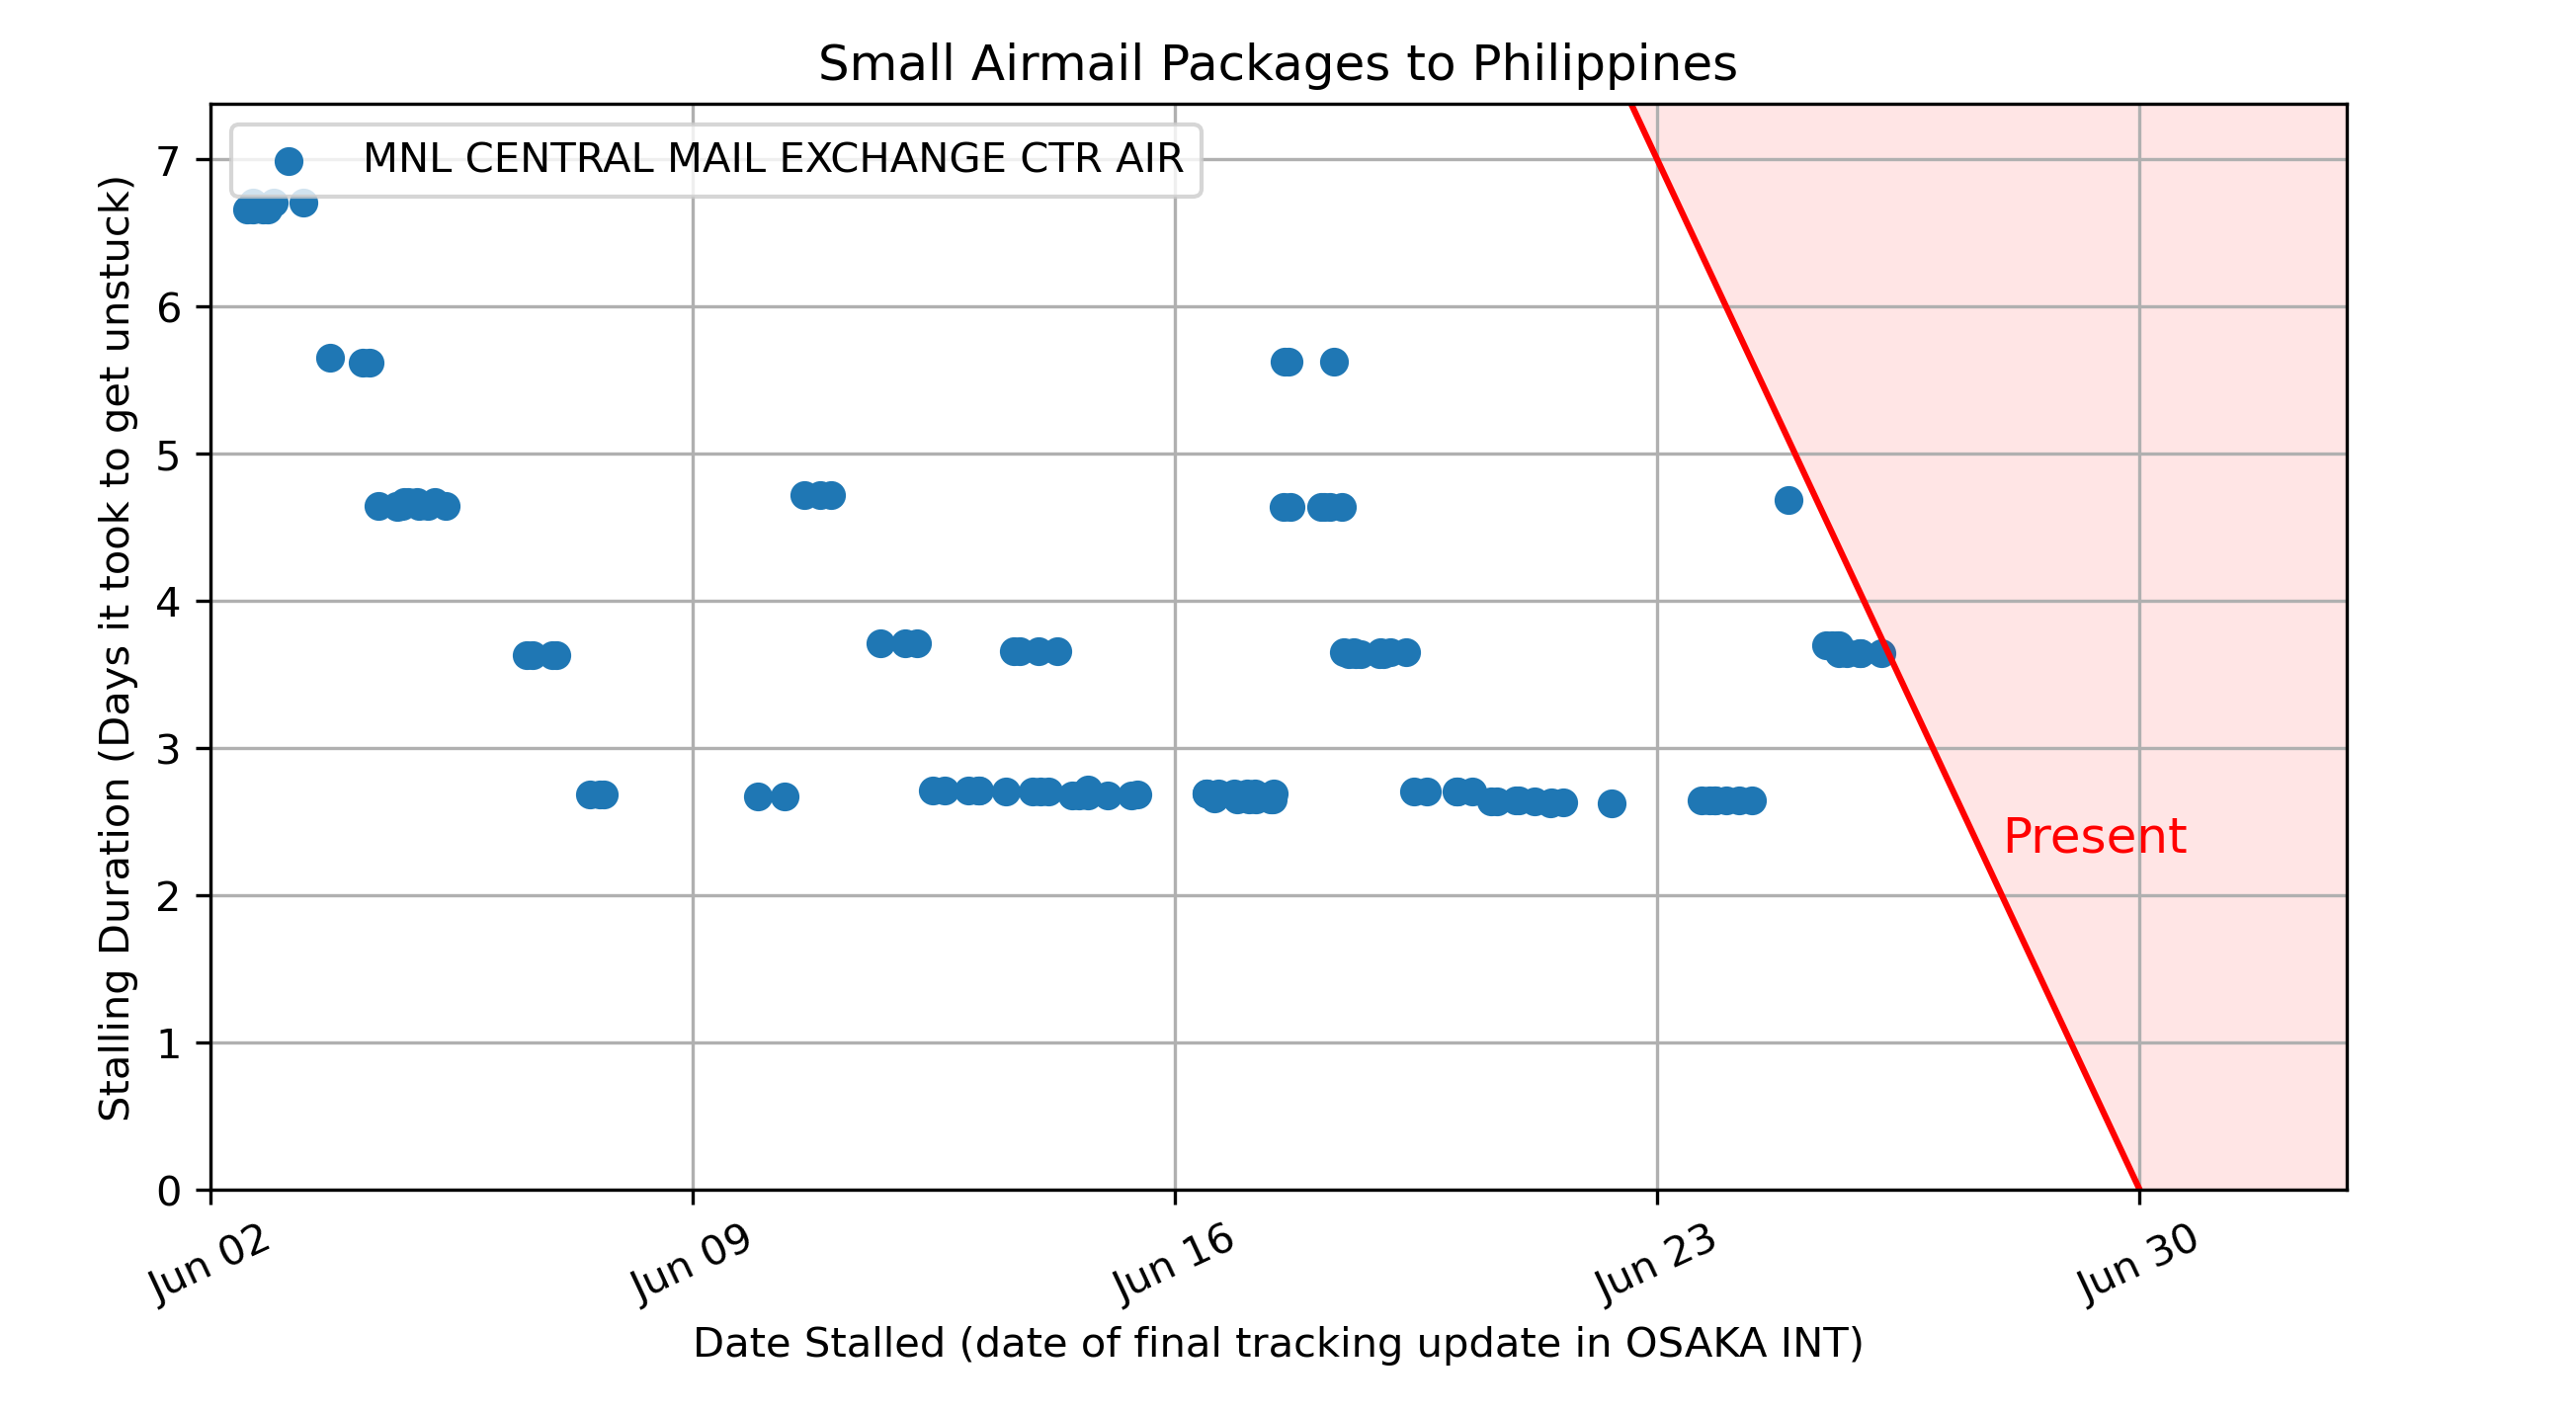 Small Airmail Packages to Philippines
MNL CENTRAL MAIL EXCHANGE CTR AIR
Stalling Duration (Days it took to get unstuck)
7
6
5
4
3
2
1
0
Present
Jun 02
Jun 09
Jun 16
Jun 23
Jun 30
Date Stalled (date of final tracking update in OSAKA INT)